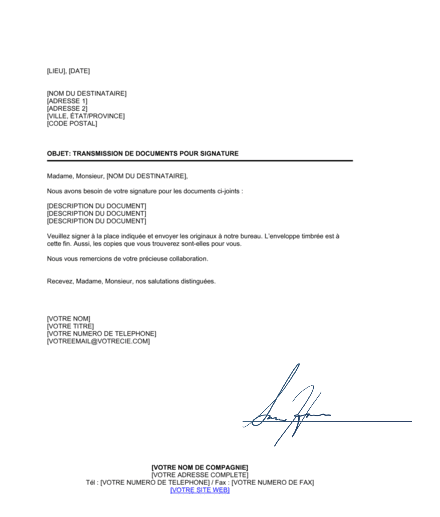 [LIEU], [DATE]
[NOM DU DESTINATAIRE]
[ADRESSE 1]
[ADRESSE 2]
[VILLE, ÉTAT/PROVINCE]
[CODE POSTAL]
OBJET: TRANSMISSION DE DOCUMENTS POUR SIGNATURE
Madame, Monsieur, [NOM DU DESTINATAIRE],
Nous avons besoin de votre signature pour les documents ci-joints :
[DESCRIPTION DU DOCUMENT]
[DESCRIPTION DU DOCUMENT]
[DESCRIPTION DU DOCUMENT]
Veuillez signer à la place indiquée et envoyer les originaux à notre bureau. L'enveloppe timbrée est à
cette fin. Aussi, les copies que vous trouverez sont-elles pour vous.
Nous vous remercions de votre précieuse collaboration.
Recevez, Madame, Monsieur, nos salutations distinguées.
[VOTRE NOM]
[VOTRE TITRE]
[VOTRE NUMERO DE TELEPHONE]
[VOTREEMAIL@VOTRECIE.COM]
[VOTRE NOM DE COMPAGNIE]
[VOTRE ADRESSE COMPLETE]
Tél : [VOTRE NUMERO DE TELEPHONE] / Fax : [VOTRE NUMERO DE FAX]
[VOTRE SITE WEB]